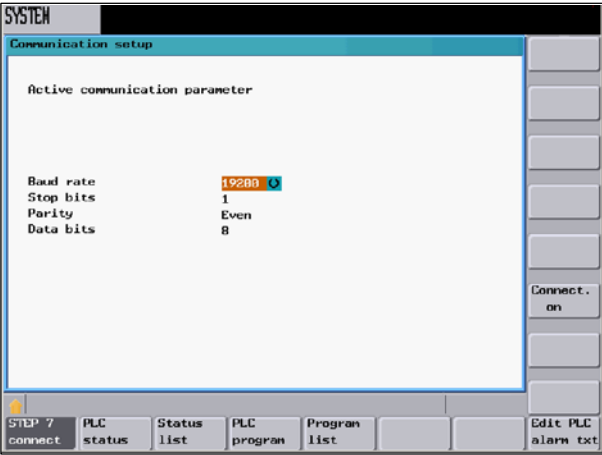 SYSTEM
Communication setup
Active communication parameter
Baud rate 19200
Stop bits 1
Parity Even
Data bits 8
Connect.
on
STEP 7 connect
PLC status
Status list
PLC program
Program list
Edit PLC alarm txt